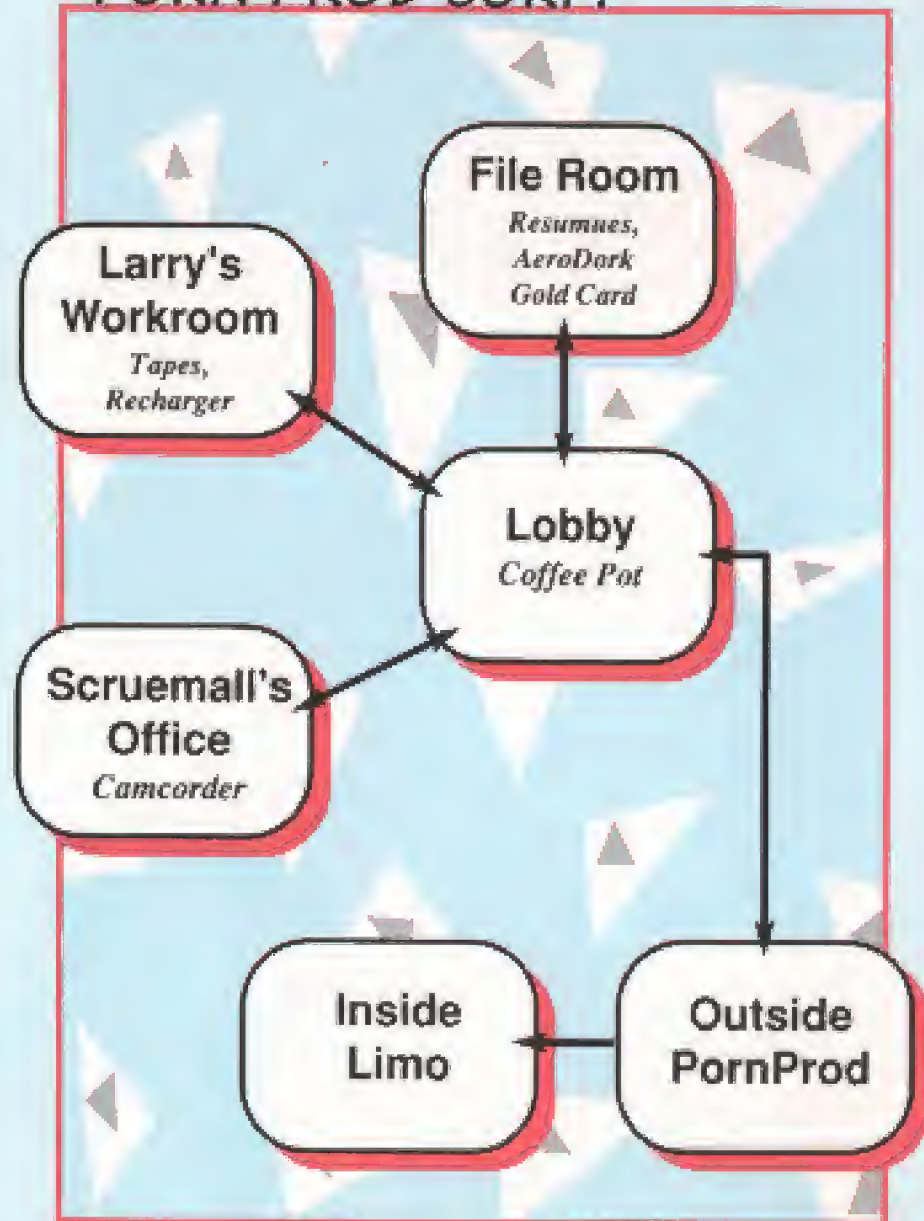 File Room
Resumnes,
AeroDork
Gold Card
Larry's
Workroom
Tapes,
Recharger
Lobby
Coffee Pot
Scruemall's
Office
Camcorder
Inside
Limo
Outside
PornProd